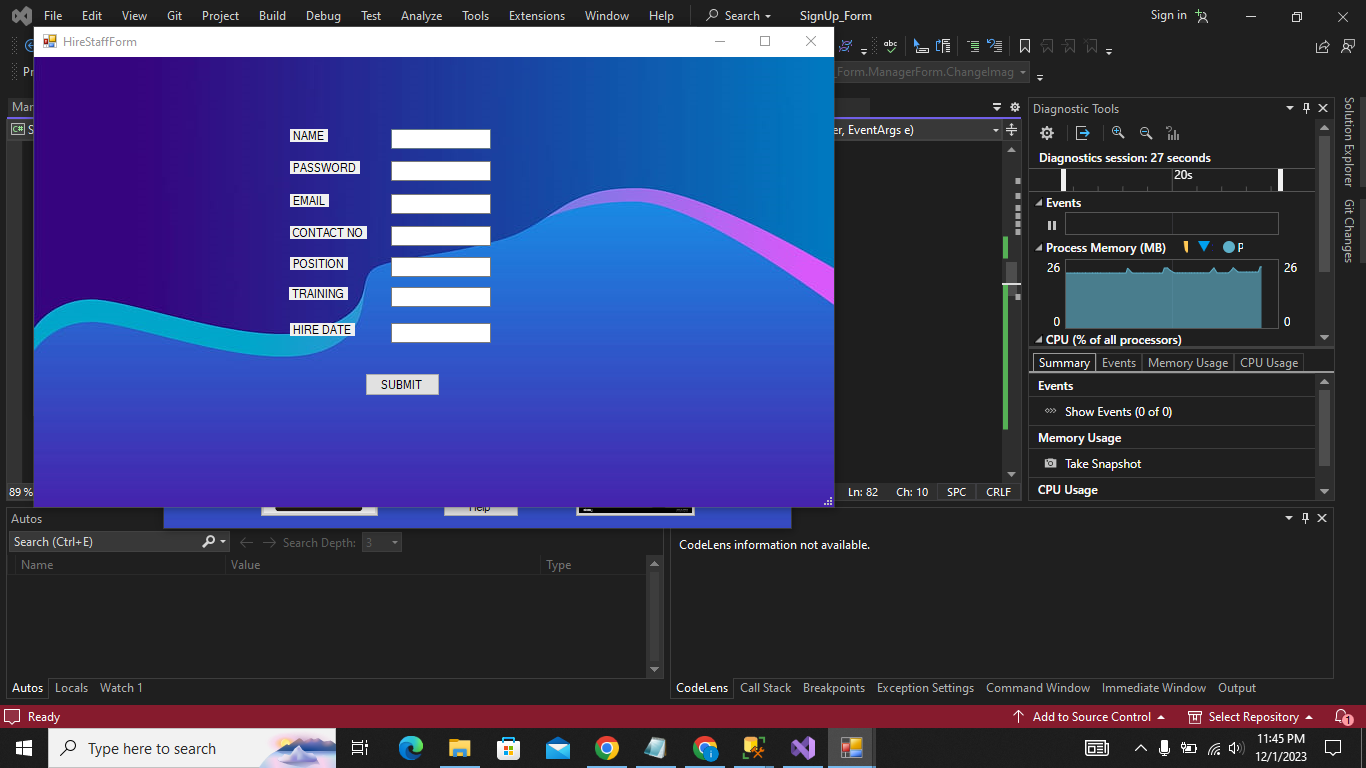 File Edit View Git Project Build Debug Test Analyze Tools Extensions Window Help Search SignUp_Form Sign in
HireStaffForm
Form.ManagerForm.ChangeImag
Diagnostic Tools
er, EventArgs e)
NAME
PASSWORD
EMAIL
CONTACT NO
POSITION
TRAINING
HIRE DATE
SUBMIT
Diagnostics session: 27 seconds
20s
Events
Process Memory (MB) P
26 26
0 0
CPU (% of all processors)
Summary Events Memory Usage CPU Usage
Events
Show Events (0 of 0)
Memory Usage
Take Snapshot
CPU Usage
Solution Explorer
Git Changes
89 % Ln: 82 Ch: 10 SPC CRLF
Help
Autos
Search (Ctrl+E) Search Depth: 3
Name Value Type
CodeLens information not available.
Autos Locals Watch 1
CodeLens Call Stack Breakpoints Exception Settings Command Window Immediate Window Output
Ready Add to Source Control Select Repository 1
Type here to search
11:45 PM
12/1/2023